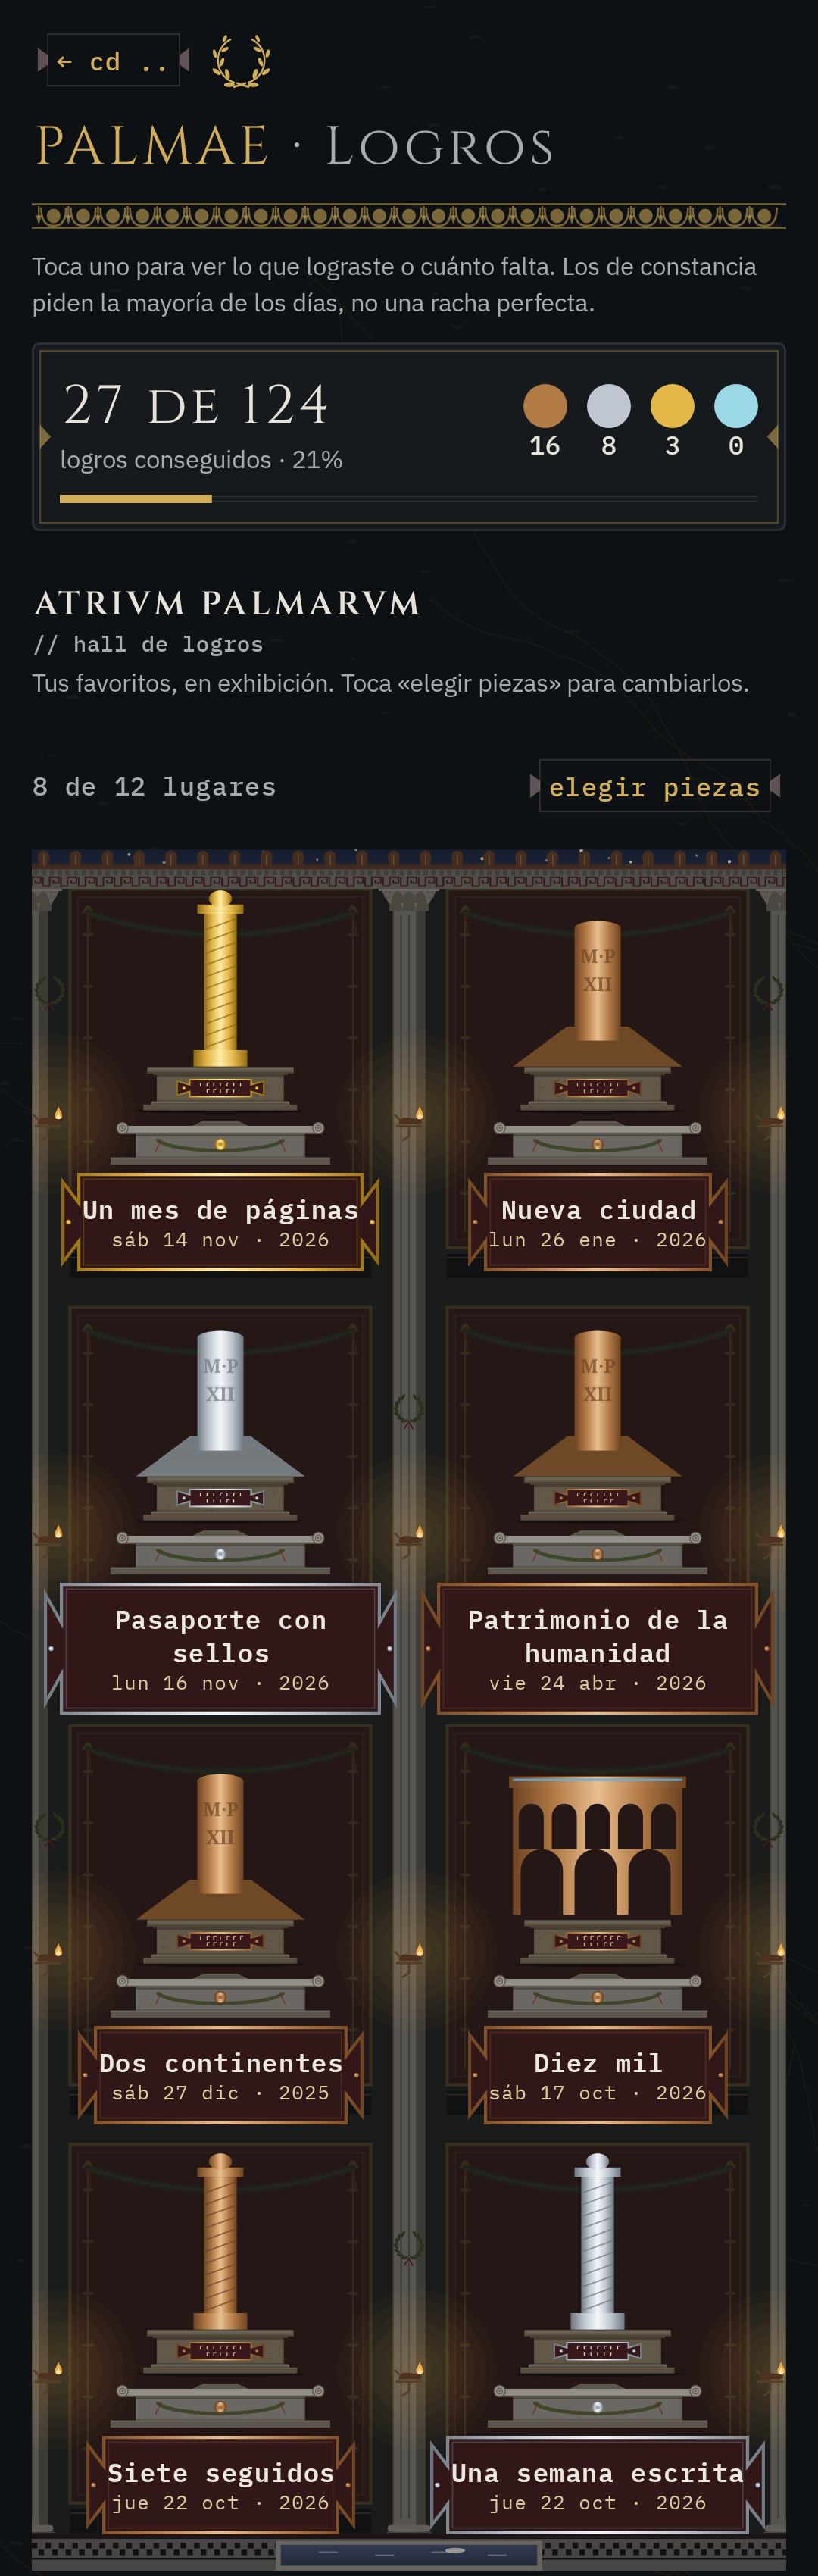 ← cd ..
PALMAE · LOGROS
Toca uno para ver lo que lograste o cuánto falta. Los de constancia
piden la mayoría de los días, no una racha perfecta.
27 DE 124
logros conseguidos · 21%
16 8 3 0
ATRIVM PALMARVM
// hall de logros
Tus favoritos, en exhibición. Toca «elegir piezas» para cambiarlos.
8 de 12 lugares
elegir piezas
M·P
XII
Un mes de páginas
sáb 14 nov · 2026
Nueva ciudad
lun 26 ene · 2026
M·P
XII
M·P
XII
Pasaporte con
sellos
lun 16 nov · 2026
Patrimonio de la
humanidad
vie 24 abr · 2026
M·P
XII
Dos continentes
sáb 27 dic · 2025
Diez mil
sáb 17 oct · 2026
Siete seguidos
jue 22 oct · 2026
Una semana escrita
jue 22 oct · 2026